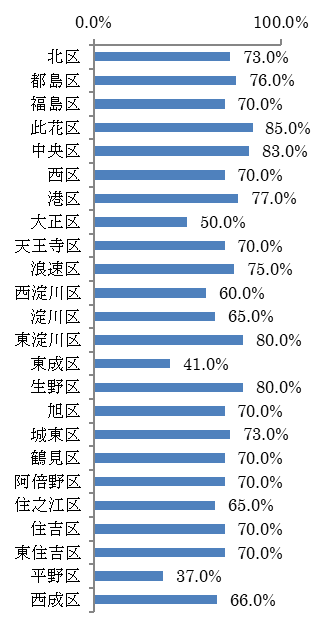 0.0% 100.0%
北区 73.0%
都島区 76.0%
福島区 70.0%
此花区 85.0%
中央区 83.0%
西区 70.0%
港区 77.0%
大正区 50.0%
天王寺区 70.0%
浪速区 75.0%
西淀川区 60.0%
淀川区 65.0%
東淀川区 80.0%
東成区 41.0%
生野区 80.0%
旭区 70.0%
城東区 73.0%
鶴見区 70.0%
阿倍野区 70.0%
住之江区 65.0%
住吉区 70.0%
東住吉区 70.0%
平野区 37.0%
西成区 66.0%